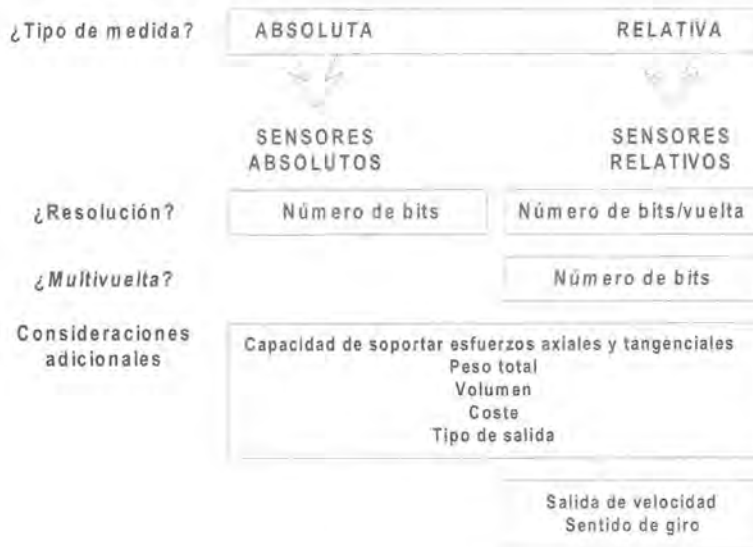 ¿Tipo de medida? ABSOLUTA RELATIVA
SENSORES ABSOLUTOS
SENSORES RELATIVOS
¿Resolución? Número de bits Número de bits/vuelta
¿Multivuelta? Número de bits
Consideraciones adicionales
Capacidad de soportar esfuerzos axiales y tangenciales
Peso total
Volumen
Coste
Tipo de salida
Salida de velocidad
Sentido de giro